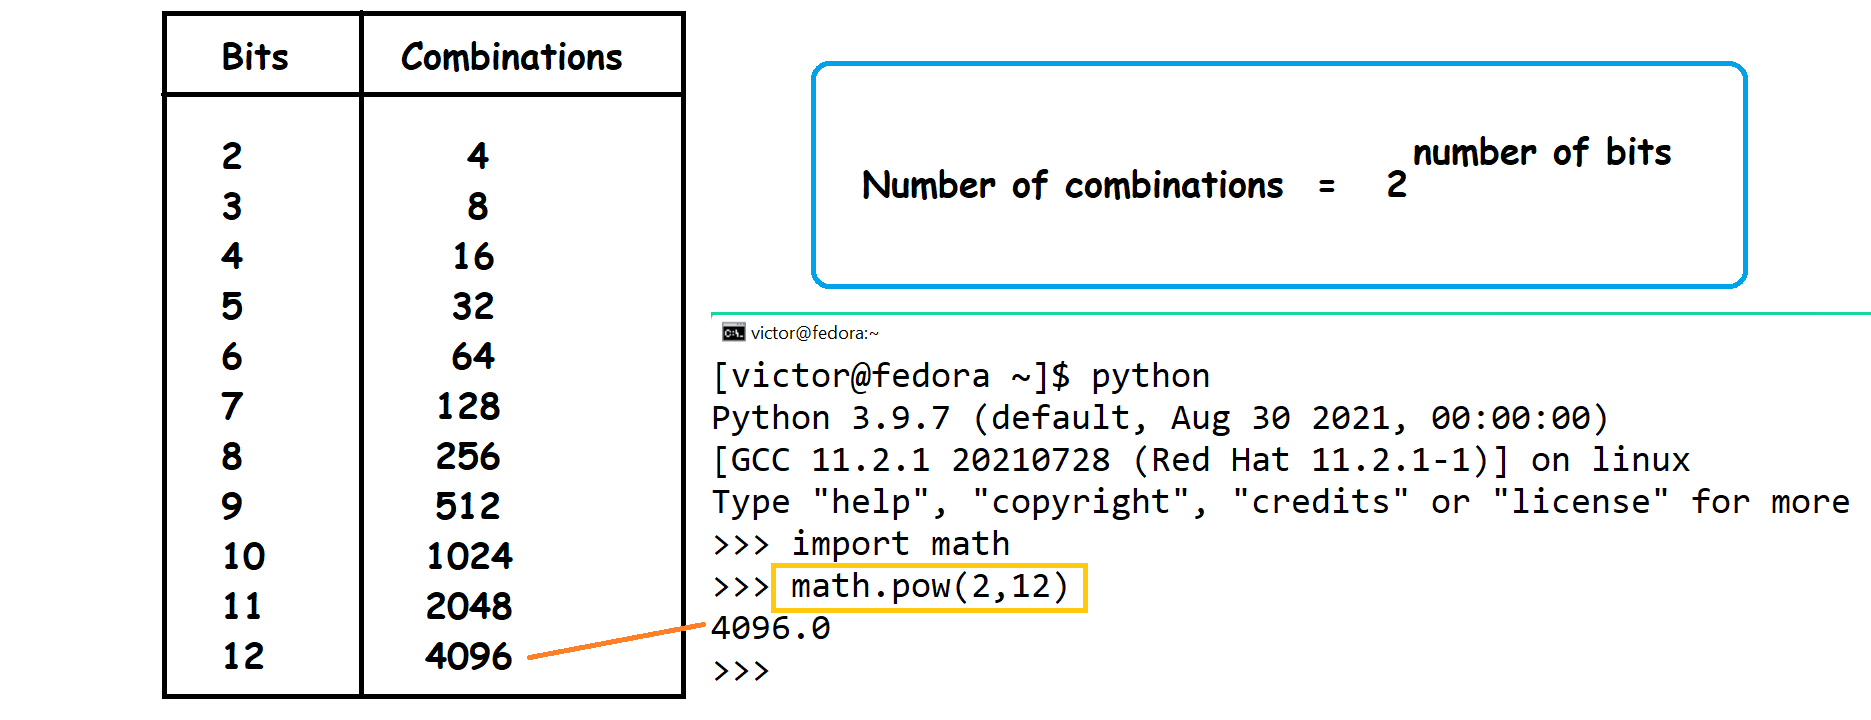 Bits Combinations
2 4
3 8
4 16
5 32
6 64
7 128
8 256
9 512
10 1024
11 2048
12 4096
number of bits
Number of combinations = 2
victor@fedora:~
[victor@fedora ~]$ python
Python 3.9.7 (default, Aug 30 2021, 00:00:00)
[GCC 11.2.1 20210728 (Red Hat 11.2.1-1)] on linux
Type "help", "copyright", "credits" or "license" for more
>>> import math
>>> math.pow(2,12)
4096.0
>>>